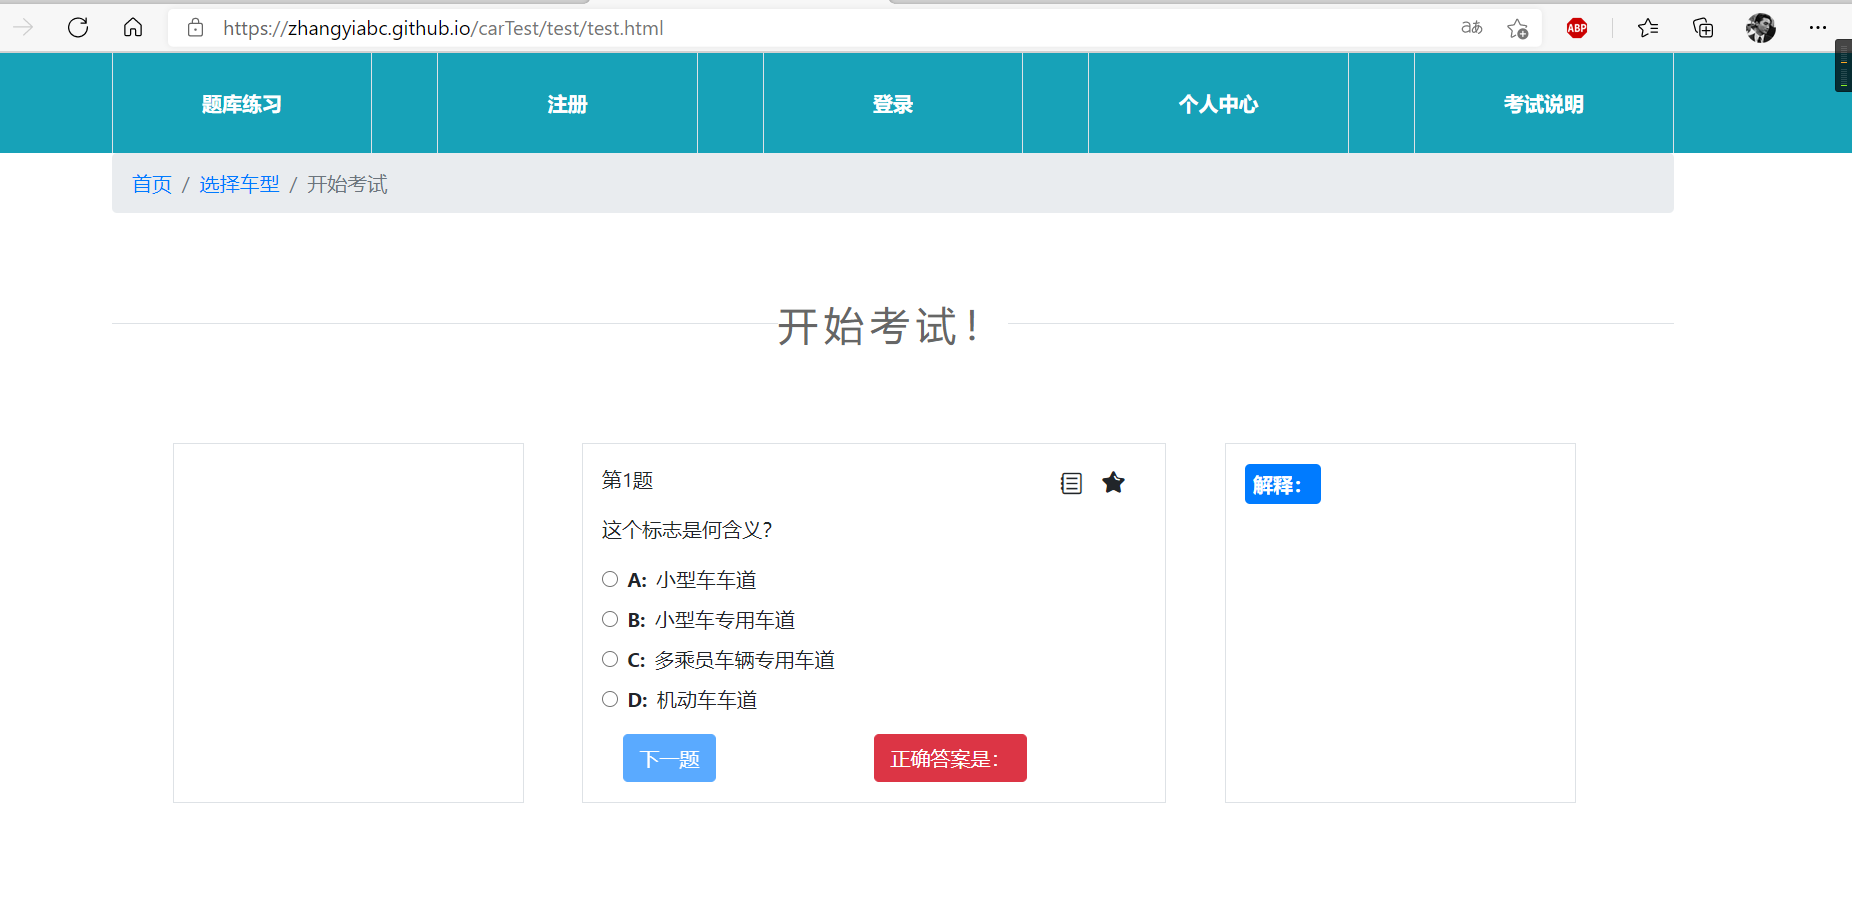 https://zhangyiabc.github.io/carTest/test/test.html
aあ
ABP
题库练习
注册
登录
个人中心
考试说明
首页 / 选择车型 / 开始考试
开始考试！
第1题
这个标志是何含义？
A: 小型车车道
B: 小型车专用车道
C: 多乘员车辆专用车道
D: 机动车车道
下一题
正确答案是：
解释：